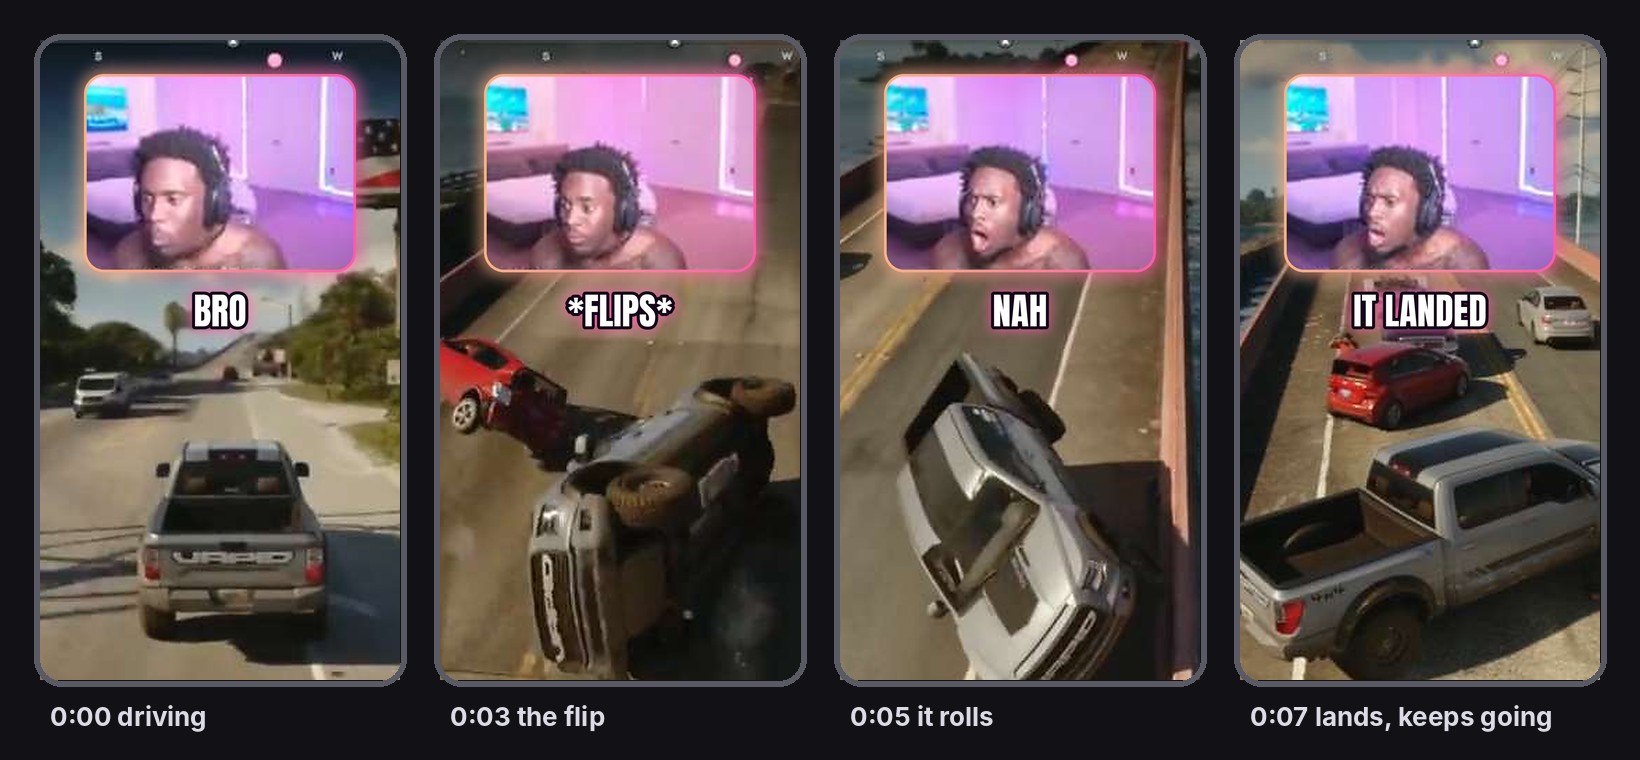 S W
S W
S W
S W
BRO
*FLIPS*
NAH
IT LANDED
4x4
0:00 driving
0:03 the flip
0:05 it rolls
0:07 lands, keeps going